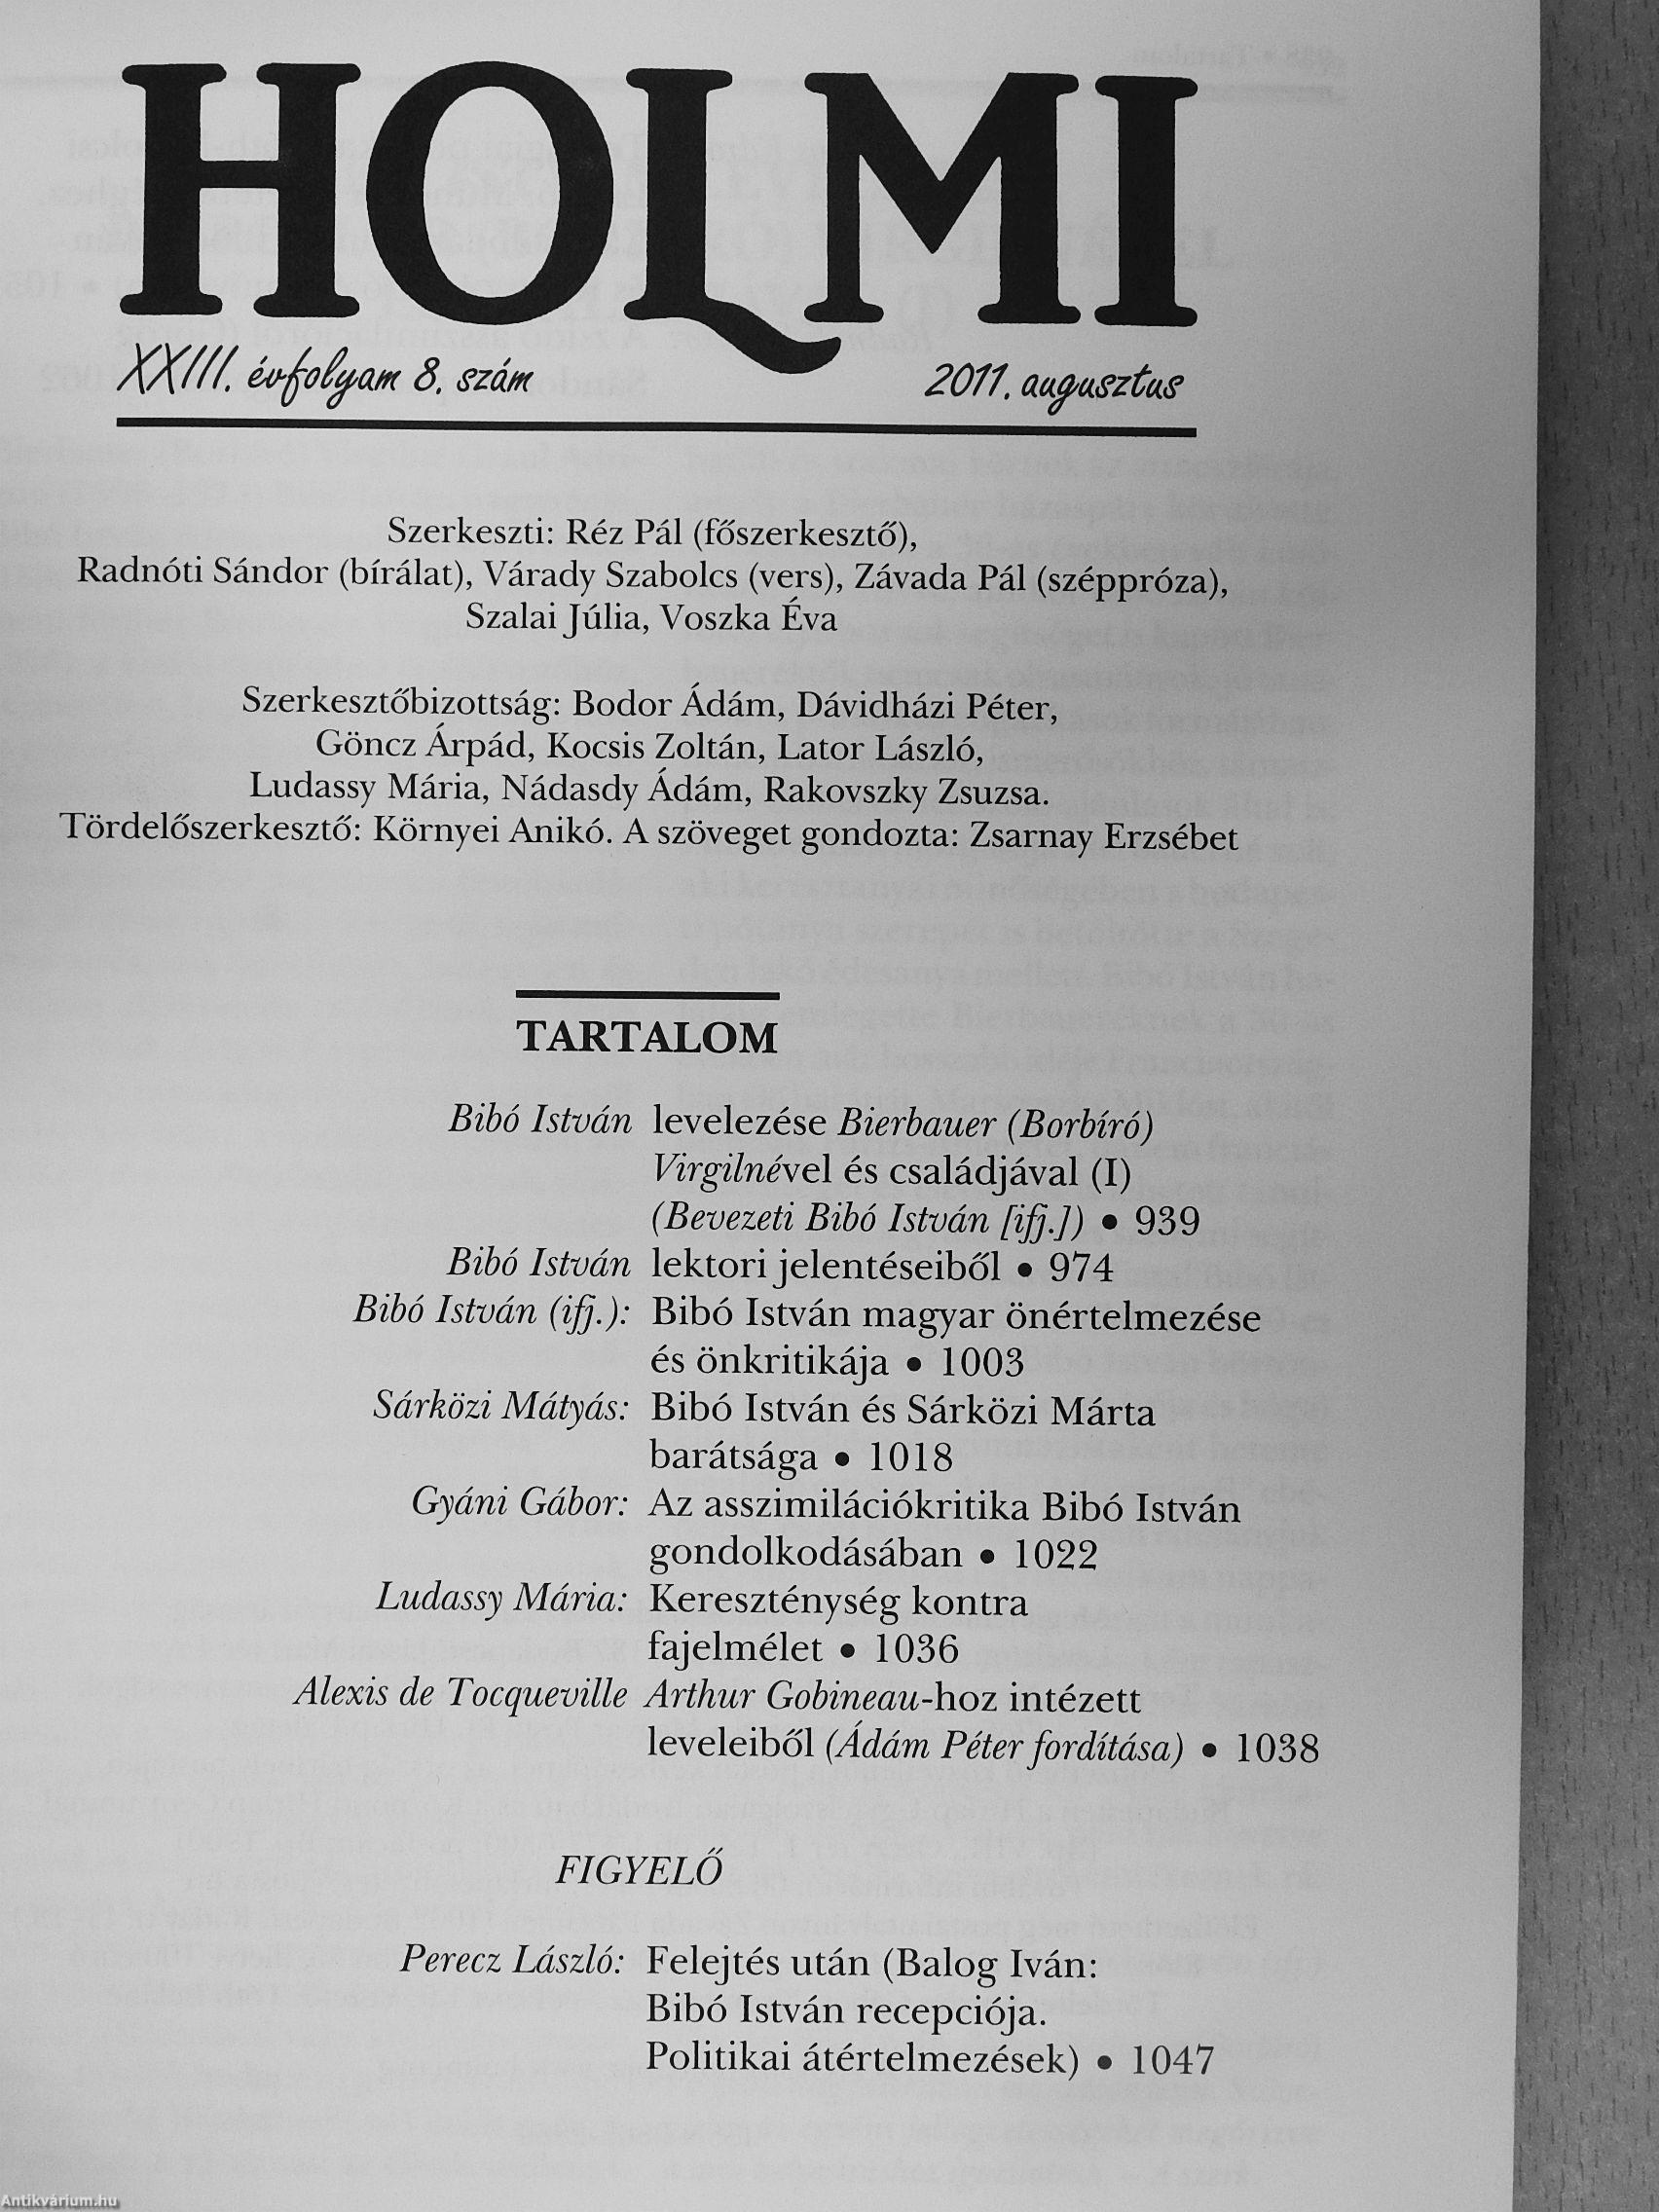 HOLMI
XXIII. évfolyam 8. szám 2011. augusztus
Szerkeszti: Réz Pál (főszerkesztő),
Radnóti Sándor (bírálat), Várady Szabolcs (vers), Závada Pál (széppróza),
Szalai Júlia, Voszka Éva
Szerkesztőbizottság: Bodor Ádám, Dávidházi Péter,
Göncz Árpád, Kocsis Zoltán, Lator László,
Ludassy Mária, Nádasdy Ádám, Rakovszky Zsuzsa.
Tördelőszerkesztő: Környei Anikó. A szöveget gondozta: Zsarnay Erzsébet
TARTALOM
Bibó István levelezése Bierbauer (Borbíró)
Virgilnével és családjával (I)
(Bevezeti Bibó István [ifj.]) • 939
Bibó István lektori jelentéseiből • 974
Bibó István (ifj.): Bibó István magyar önértelmezése
és önkritikája • 1003
Sárközi Mátyás: Bibó István és Sárközi Márta
barátsága • 1018
Gyáni Gábor: Az asszimilációkritika Bibó István
gondolkodásában • 1022
Ludassy Mária: Kereszténység kontra
fajelmélet • 1036
Alexis de Tocqueville Arthur Gobineau-hoz intézett
leveleiből (Ádám Péter fordítása) • 1038
FIGYELŐ
Perecz László: Felejtés után (Balog Iván:
Bibó István recepciója.
Politikai átértelmezések) • 1047
Antikvárium.hu